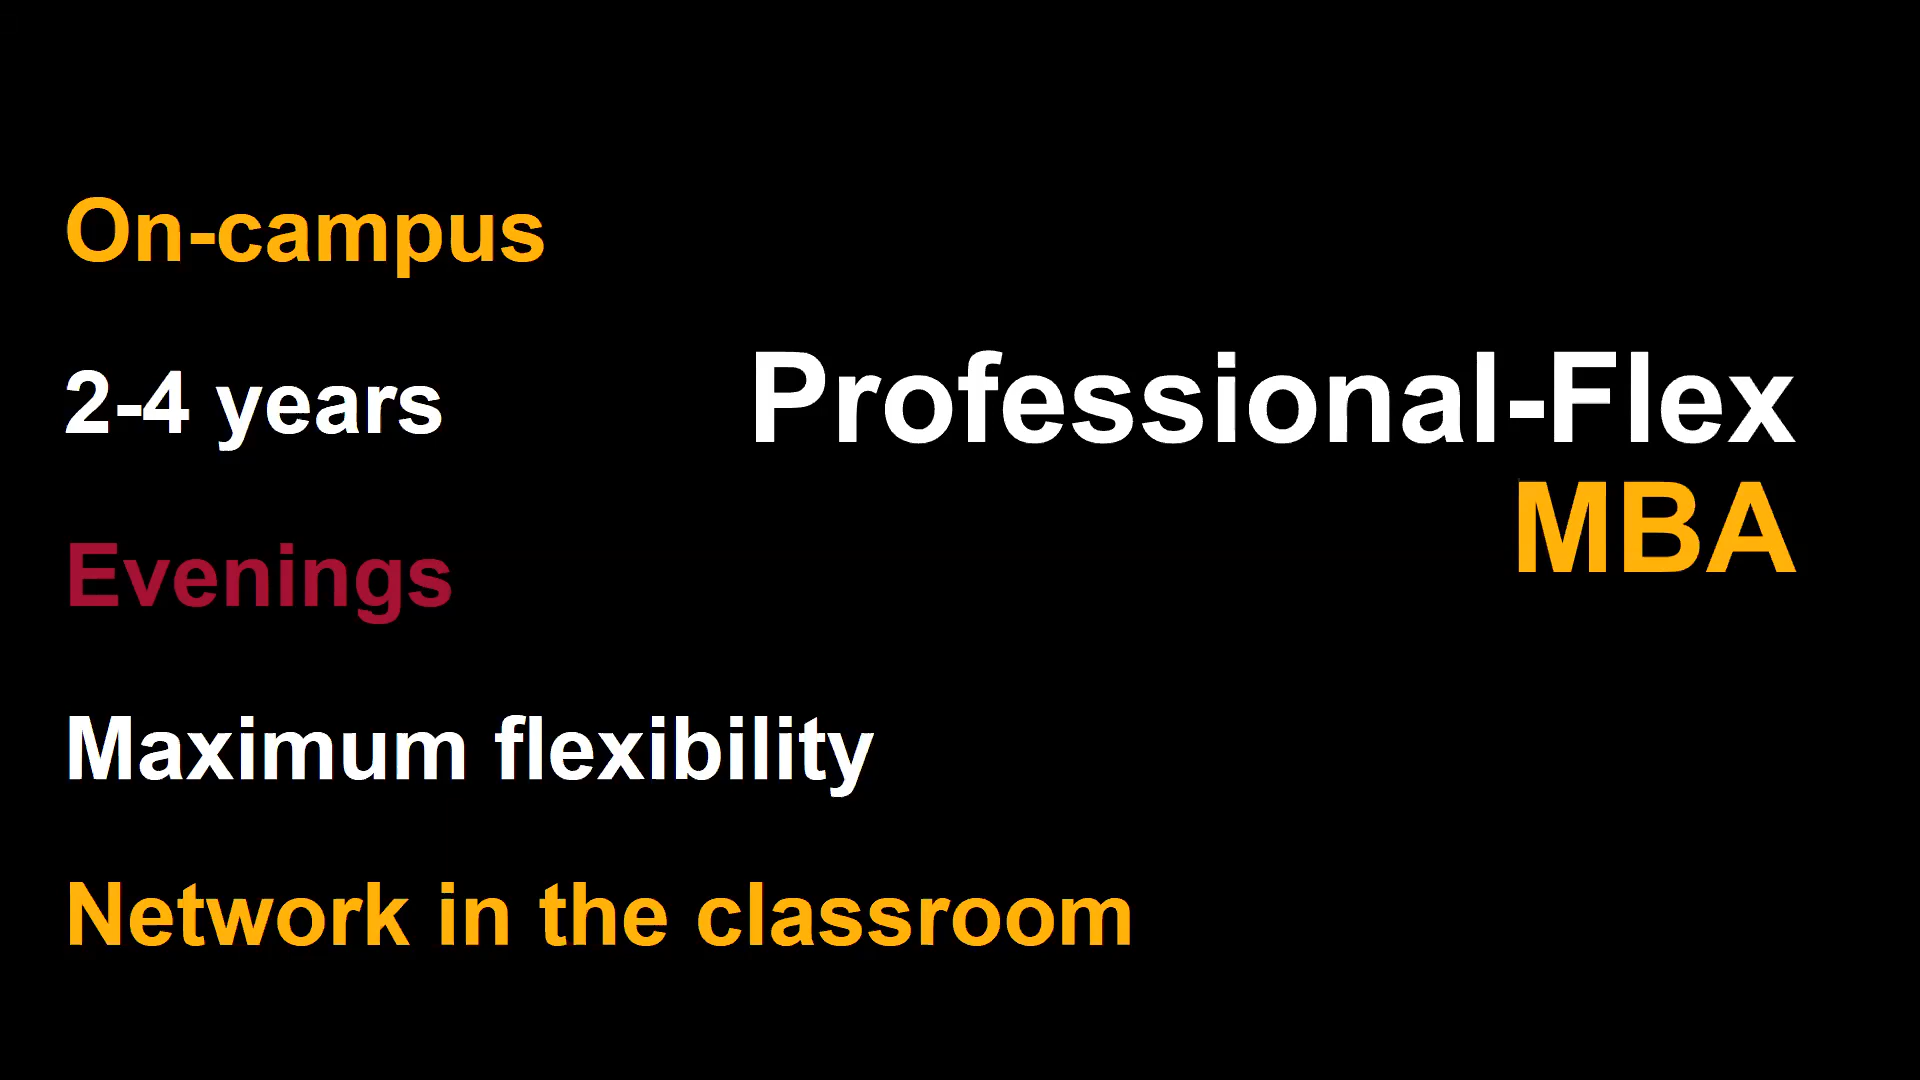 On-campus
2-4 years
Evenings
Maximum flexibility
Network in the classroom
Professional-Flex
MBA